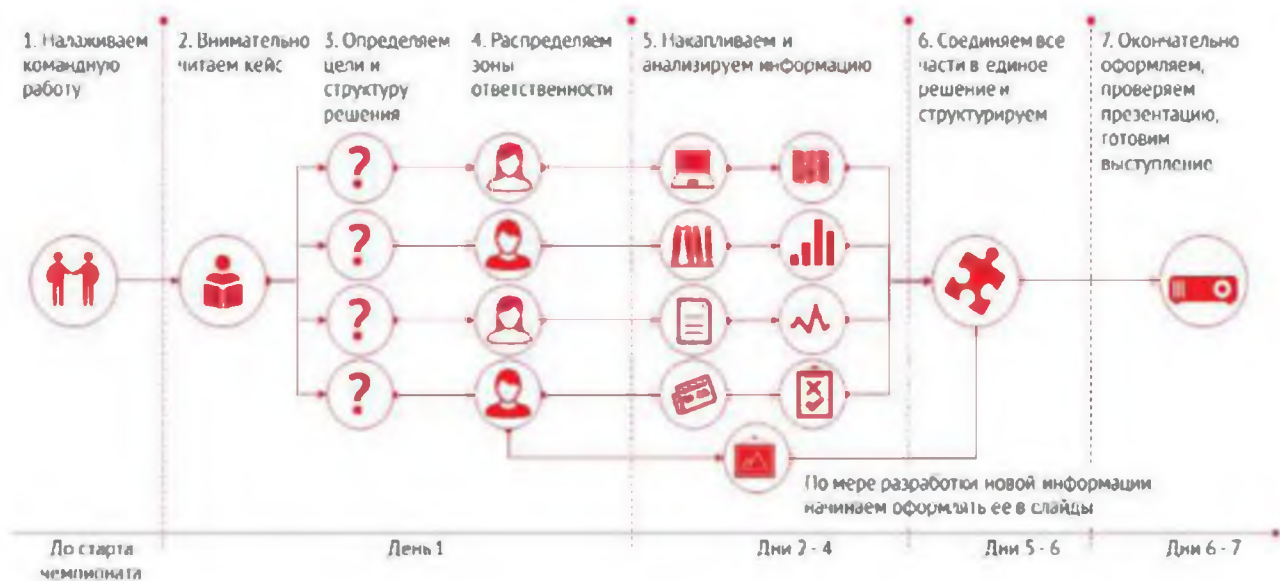 1. Налаживаем
командную
работу
2. Внимательно
читаем кейс
3. Определяем
цели и
структуру
решения
4. Распределяем
зоны
ответственности
5. Накапливаем и
анализируем информацию
6. Соединяем все
части в единое
решение и
структурируем
7. Окончательно
оформляем,
проверяем
презентацию,
готовим
выступление
?
?
?
?
По мере разработки новой информации
начинаем оформлять ее в слайды
До старта
чемпионата
День 1
Дни 2 - 4
Дни 5 - 6
Дни 6 - 7